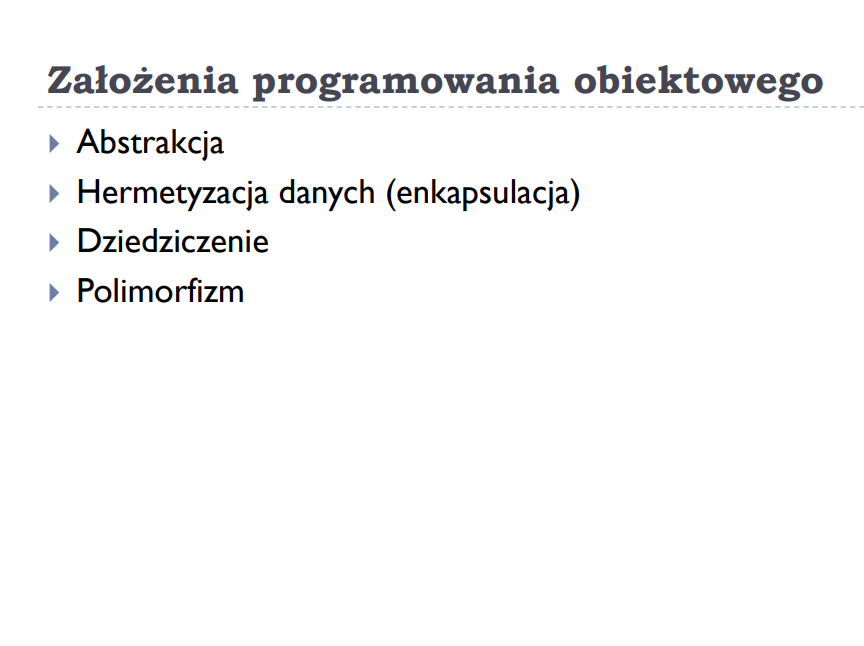 Założenia programowania obiektowego
Abstrakcja
Hermetyzacja danych (enkapsulacja)
Dziedziczenie
Polimorfizm